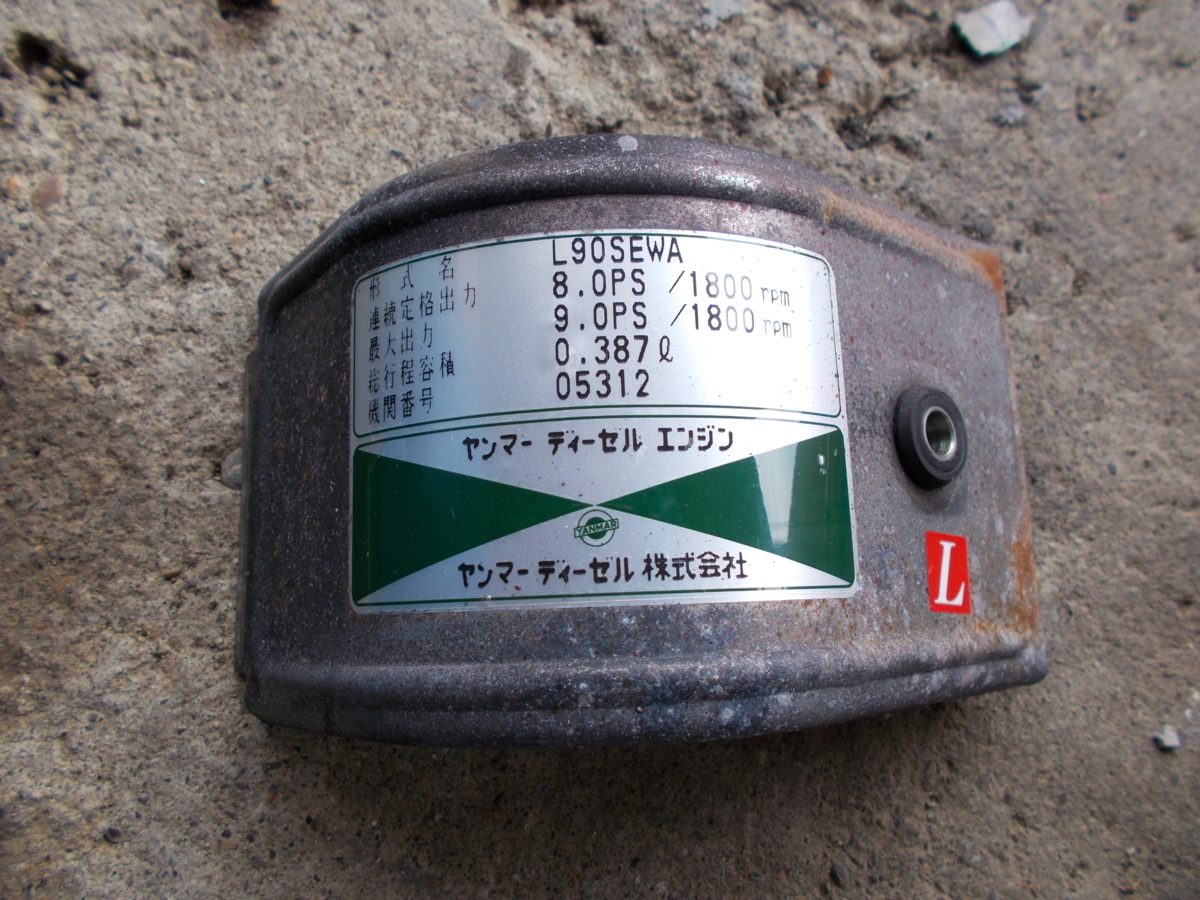 形式名 L90SEWA
連続定格出力 8.0PS /1800 rpm
最大出力 9.0PS /1800 rpm
総行程容積 0.387ℓ
機関番号 05312
ヤンマー ディーゼル エンジン
YANMAR
ヤンマー ディーゼル 株式会社
L